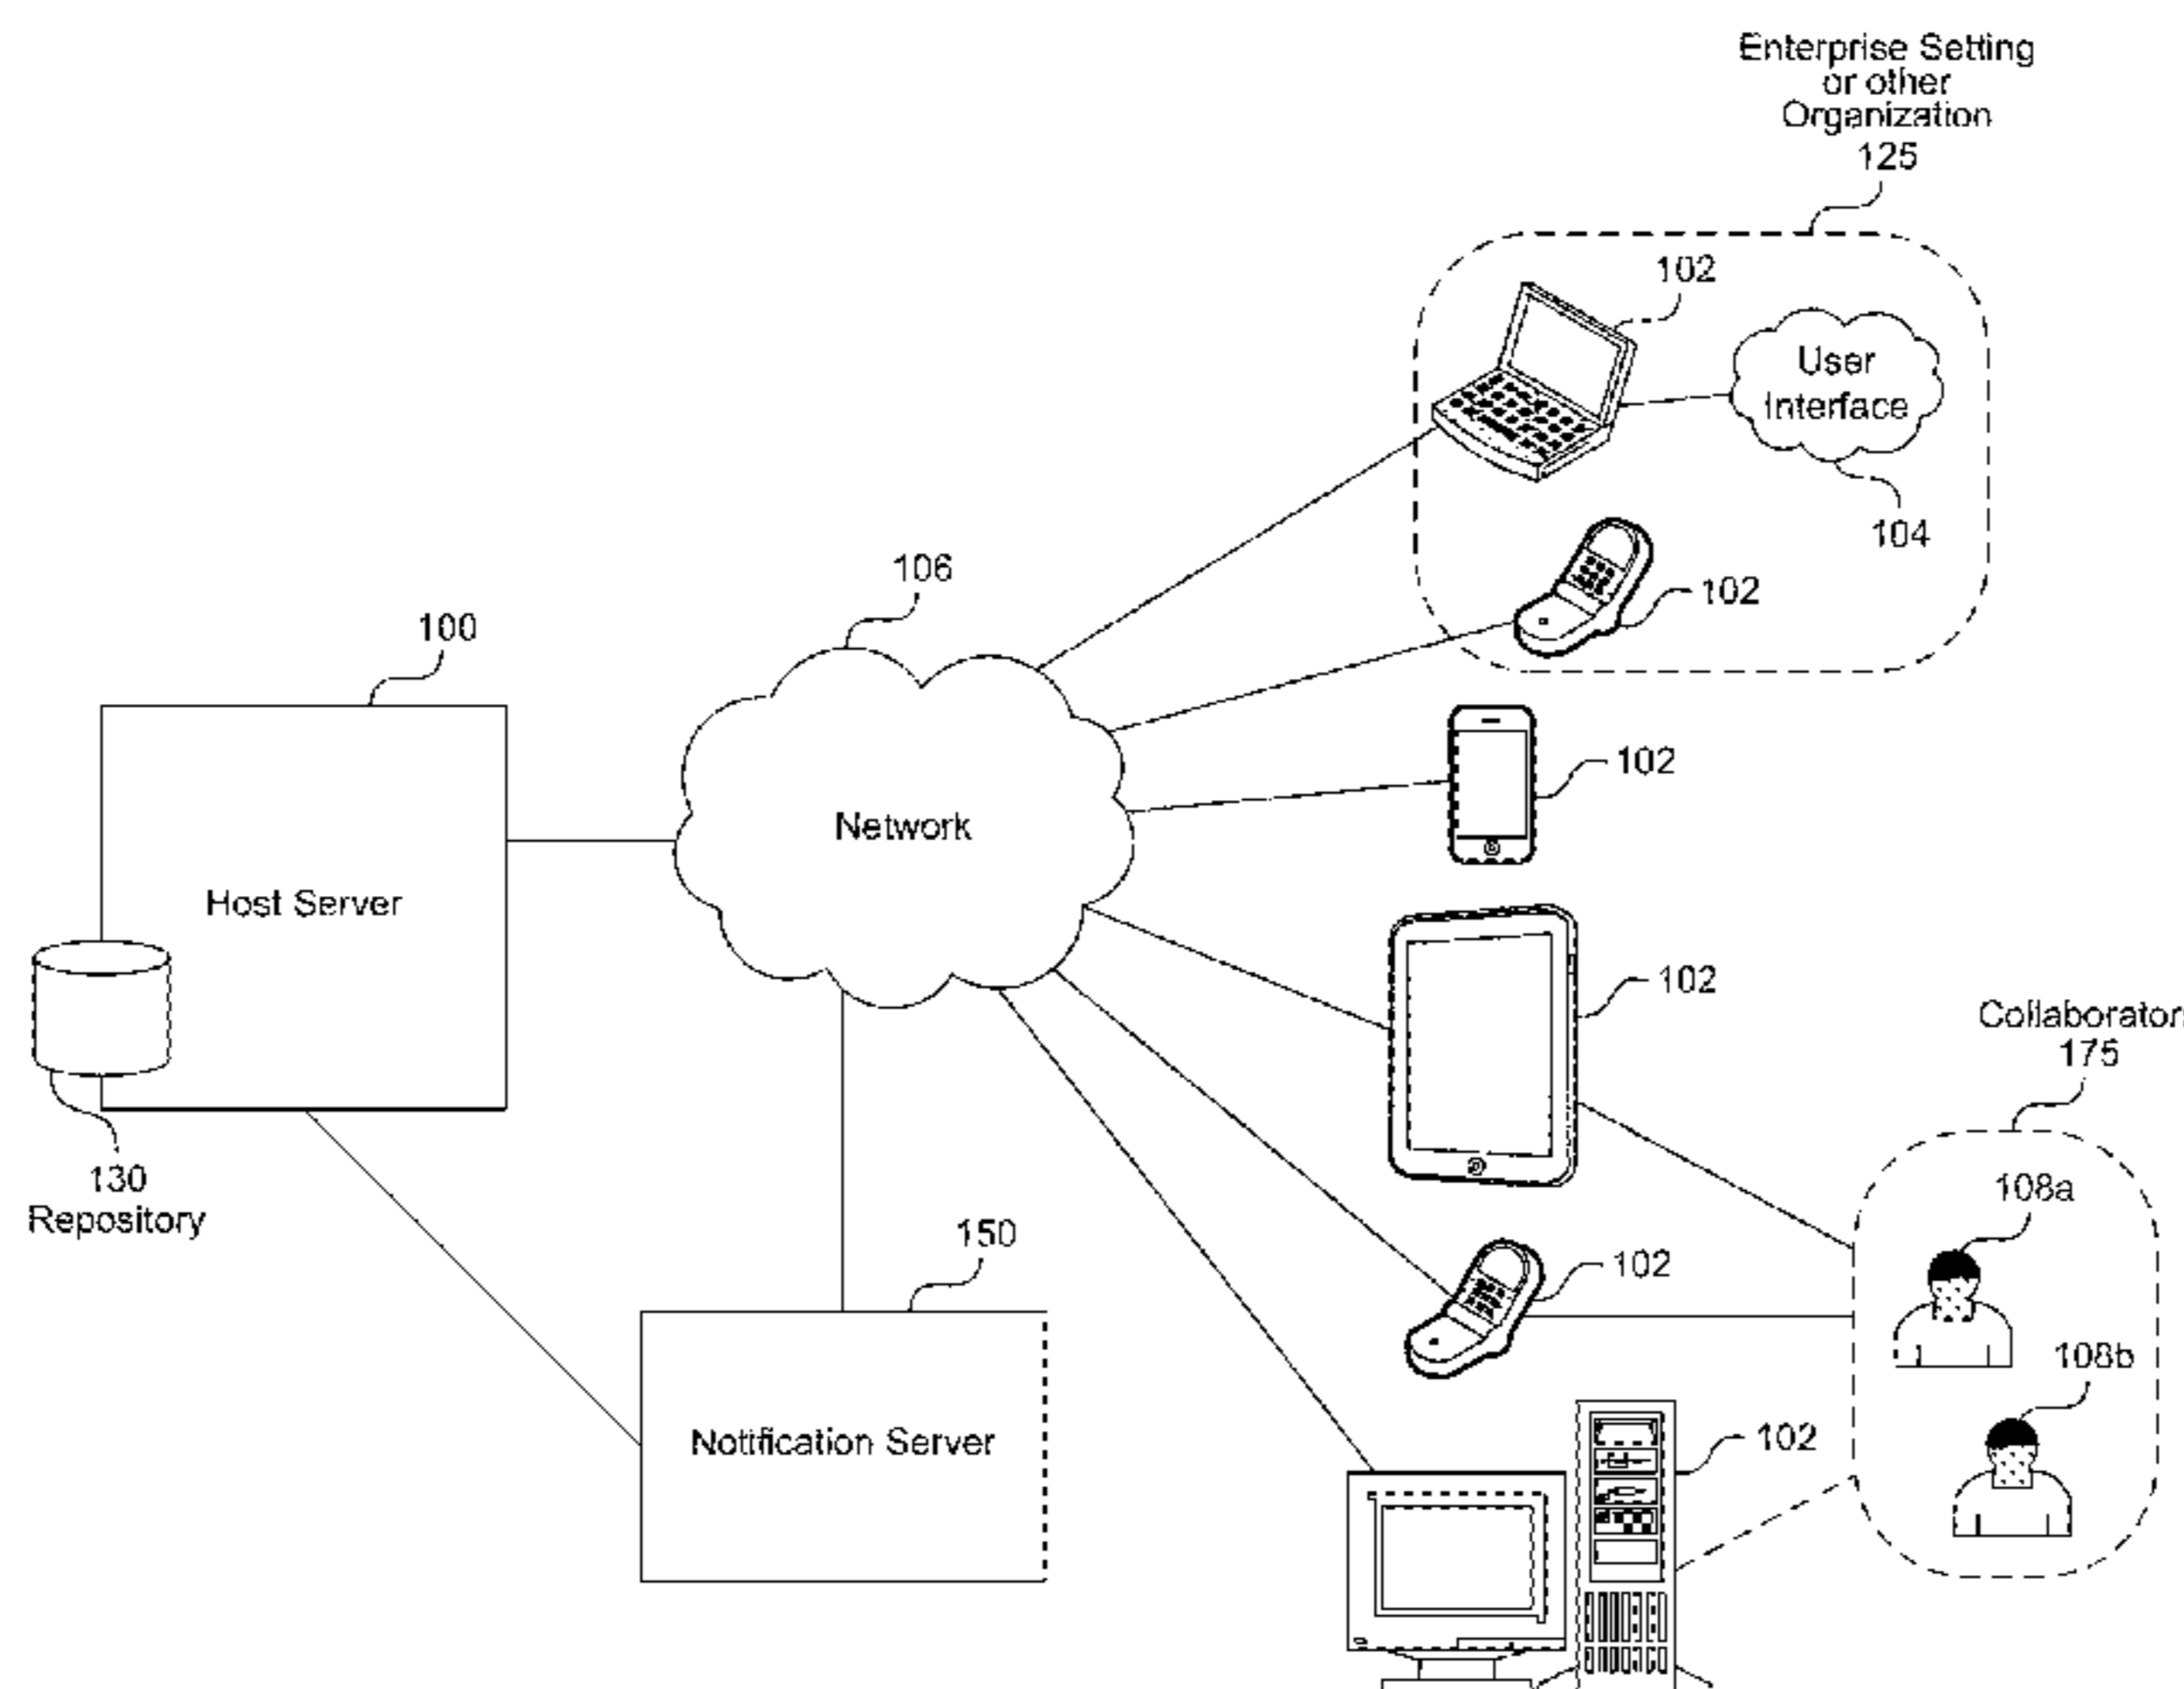 Enterprise Setting
or other
Organization
125
102
User
Interface
104
102
106
100
102
Network
Host Server
102
Collaborator
175
130
Repository
108a
150
102
108b
Notification Server
102